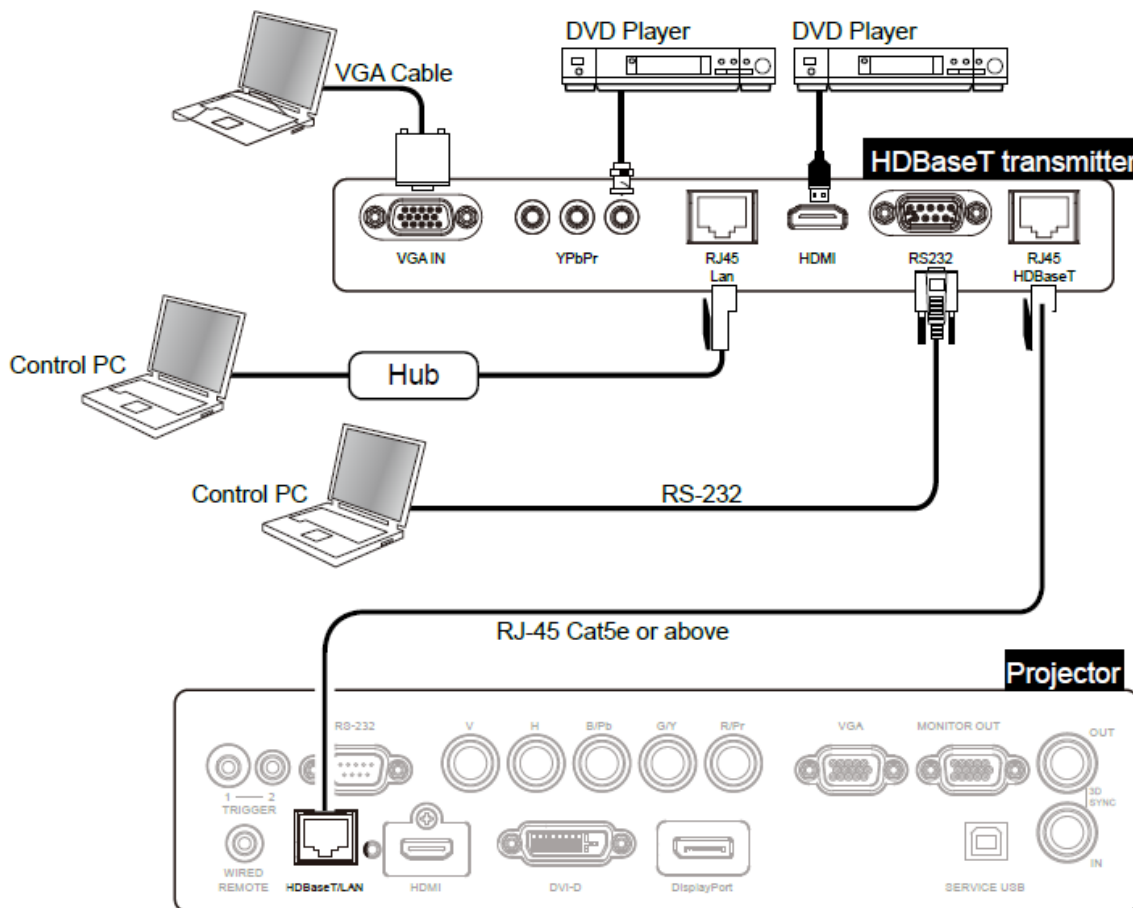 DVD Player
DVD Player
VGA Cable
HDBaseT transmitter
VGA IN
YPbPr
RJ45
Lan
HDMI
RS232
RJ45
HDBaseT
Control PC
Hub
Control PC
RS-232
RJ-45 Cat5e or above
Projector
RS-232
V
H
B/Pb
G/Y
R/Pr
VGA
MONITOR OUT
OUT
1
2
TRIGGER
3D
SYNC
WIRED
REMOTE
HDBaseT/LAN
HDMI
DVI-D
DisplayPort
SERVICE USB
IN